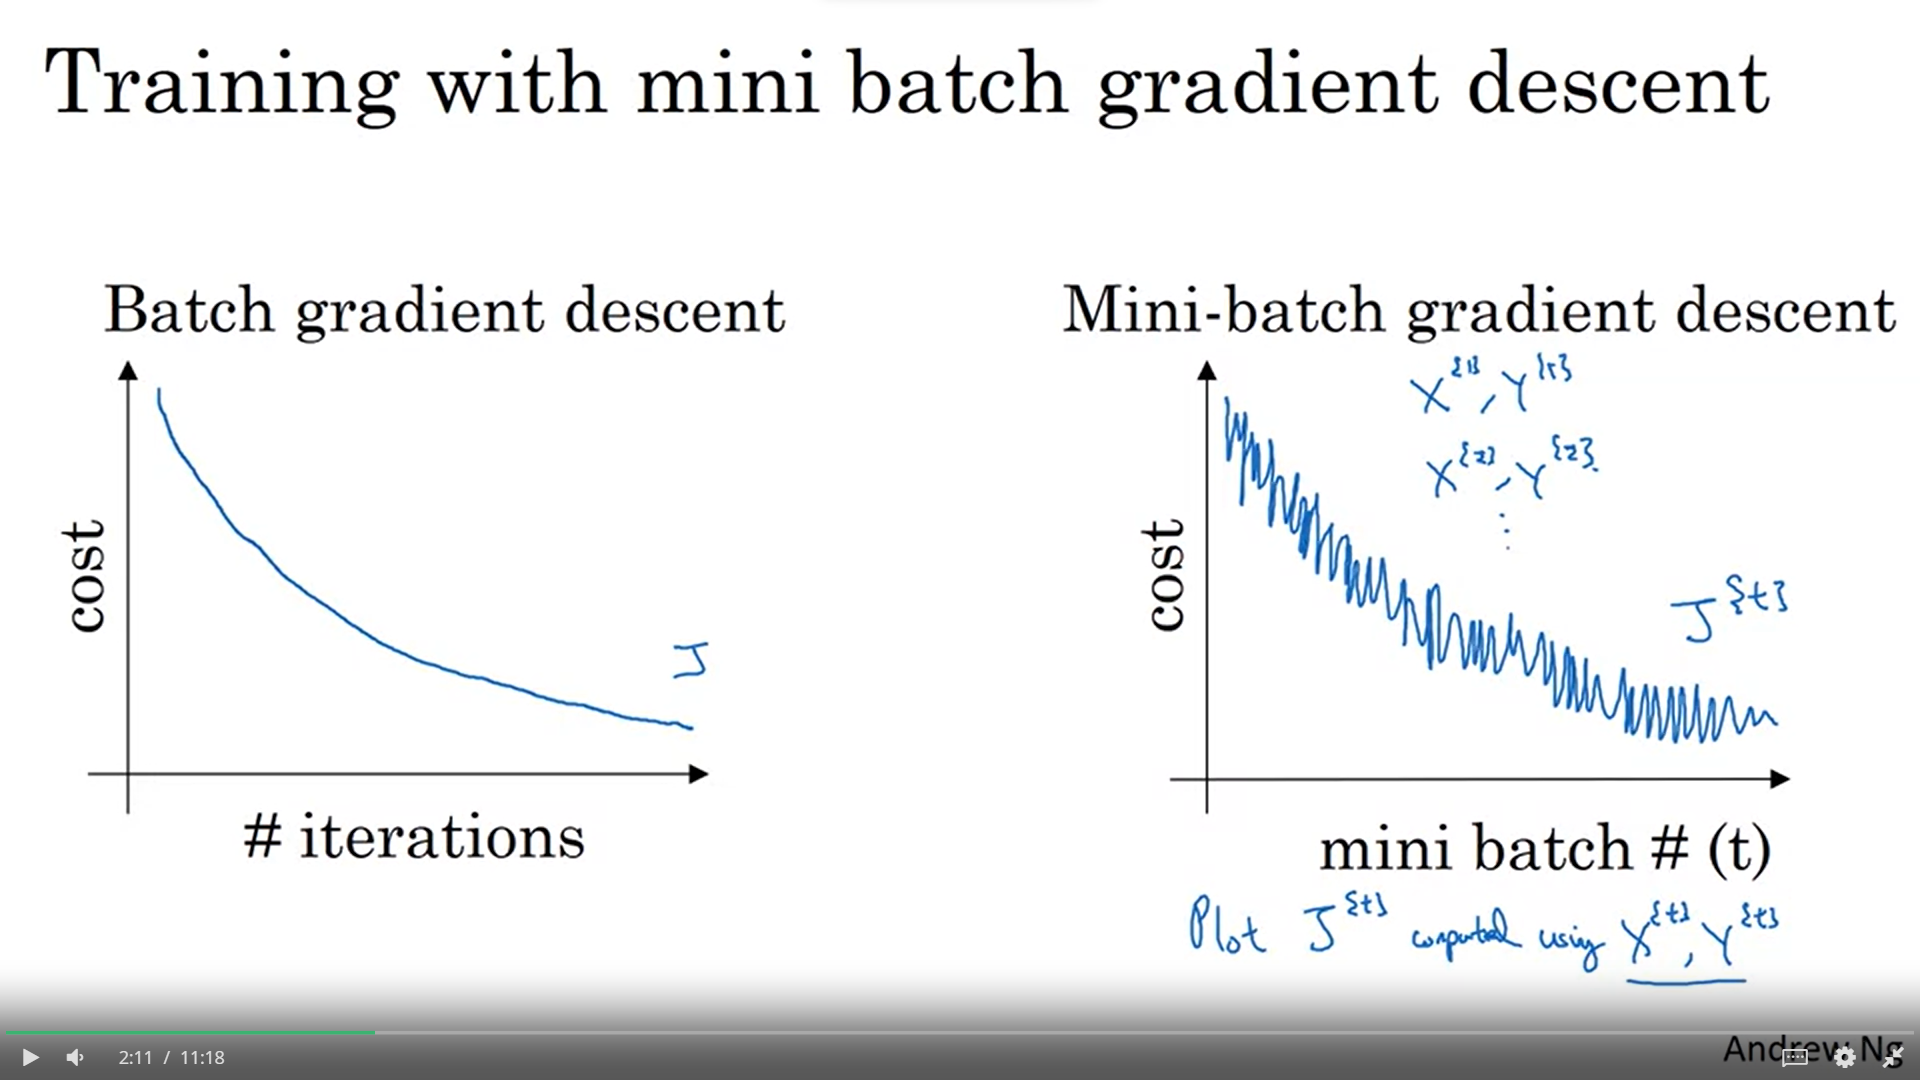 Training with mini batch gradient descent
Batch gradient descent
cost
J
# iterations
Mini-batch gradient descent
X^{1}, Y^{1}
X^{2}, Y^{2}
⋮
cost
J^{t}
mini batch # (t)
Plot J^{t} computed using X^{t}, Y^{t}
2:11 / 11:18
Andrew Ng